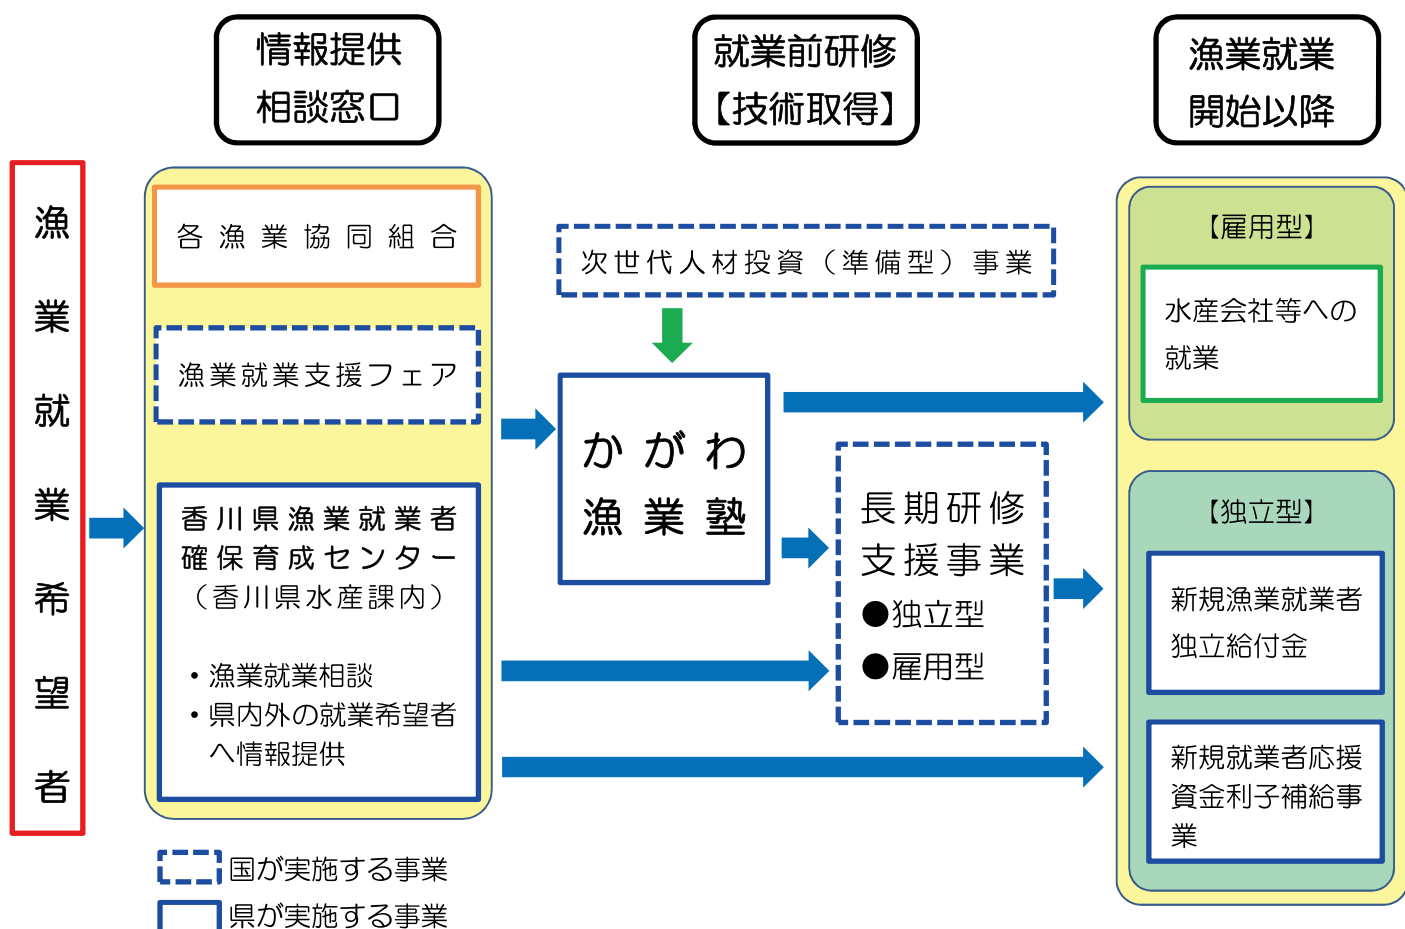 情報提供
相談窓口
就業前研修
【技術取得】
漁業就業
開始以降
漁業就業希望者
各漁業協同組合
漁業就業支援フェア
香川県漁業就業者
確保育成センター
（香川県水産課内）
・漁業就業相談
・県内外の就業希望者
へ情報提供
次世代人材投資（準備型）事業
かがわ
漁業塾
長期研修
支援事業
●独立型
●雇用型
【雇用型】
水産会社等への
就業
【独立型】
新規漁業就業者
独立給付金
新規就業者応援
資金利子補給事
業
国が実施する事業
県が実施する事業